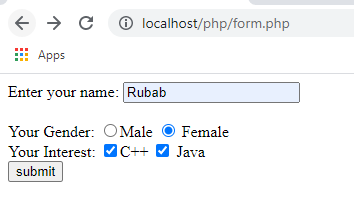 localhost/php/form.php
Apps
Enter your name: Rubab
Your Gender: Male Female
Your Interest: C++ Java
submit